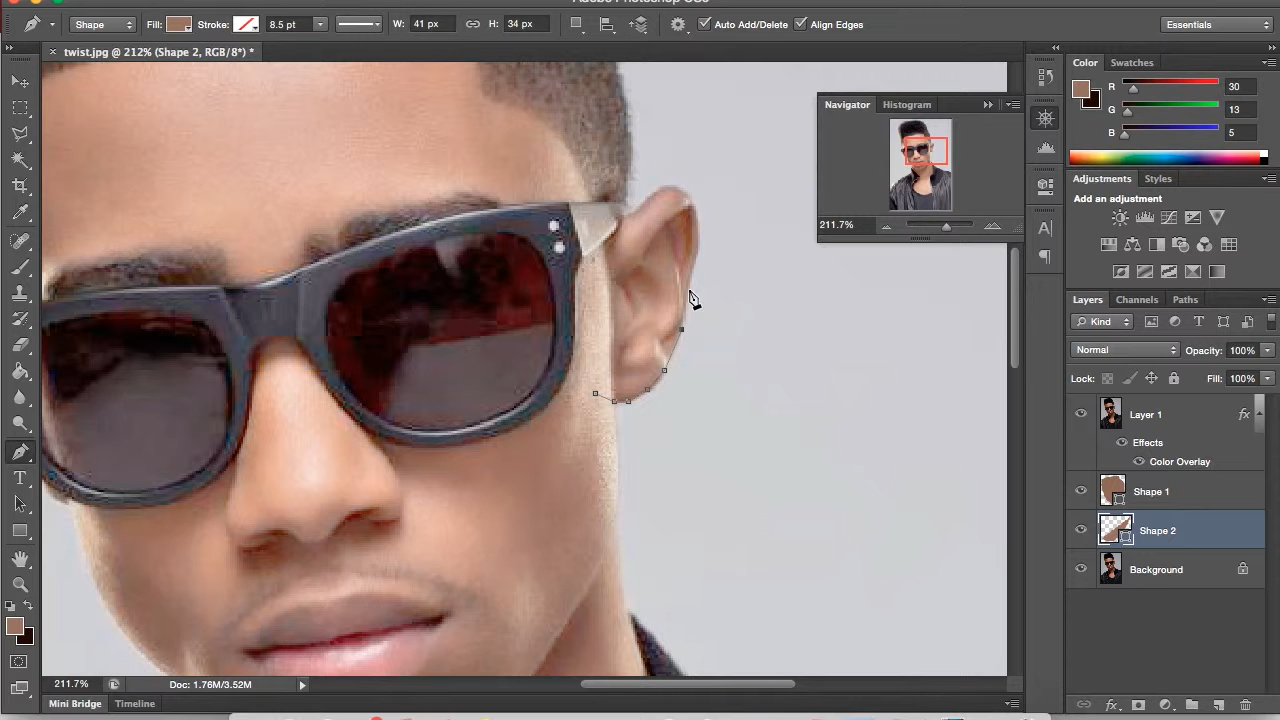 Adobe Photoshop CS6
Shape Fill: Stroke: 8.5 pt W: 41 px H: 34 px Auto Add/Delete Align Edges Essentials
× twist.jpg @ 212% (Shape 2, RGB/8*) *
Color Swatches
R 30
G 13
B 5
Navigator Histogram
211.7%
Adjustments Styles
Add an adjustment
Layers Channels Paths
Kind
Normal Opacity: 100%
Lock: Fill: 100%
Layer 1 fx
Effects
Color Overlay
Shape 1
Shape 2
Background
211.7% Doc: 1.76M/3.52M
Mini Bridge Timeline